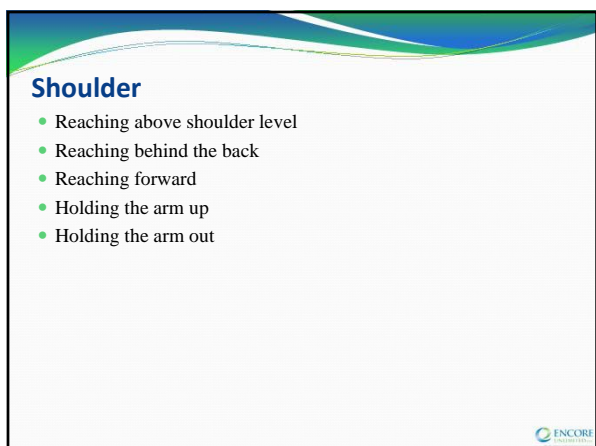 Shoulder
• Reaching above shoulder level
• Reaching behind the back
• Reaching forward
• Holding the arm up
• Holding the arm out
ENCORE